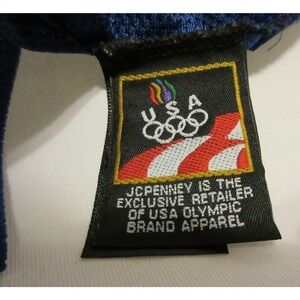 USA
JCPENNEY IS THE
EXCLUSIVE RETAILER
OF USA OLYMPIC
BRAND APPAREL